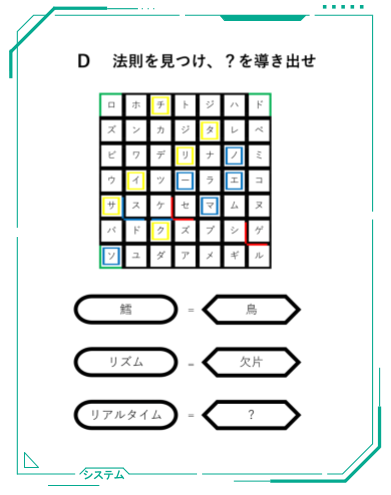 D 法則を見つけ、？を導き出せ
ロ ホ チ ト ジ ハ ド
ズ ン カ ジ タ レ ペ
ピ ワ デ リ ナ ノ ミ
ウ イ ツ ー ラ エ コ
サ ス ケ セ マ ム ヌ
バ ド ク ズ ブ シ ゲ
ソ ユ ダ ア メ ギ ル
鱈 = 鳥
リズム = 欠片
リアルタイム = ？
システム